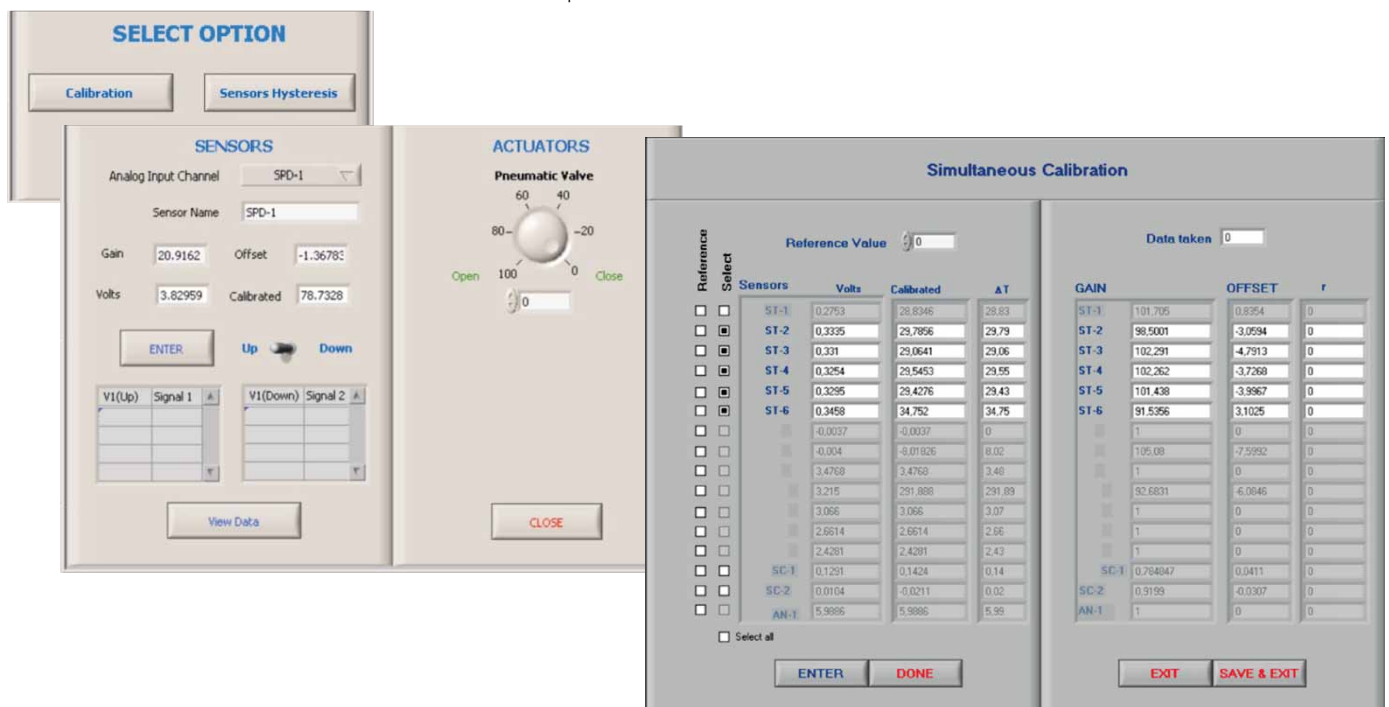 SELECT OPTION
Calibration Sensors Hysteresis
SENSORS
Analog Input Channel SPD-1
Sensor Name SPD-1
Gain 20.9162 Offset
Volts 3.82959 Calibrated 78.7328
ENTER Up Down
V1(Up) Signal 1 V1(Down) Signal 2
View Data
ACTUATORS
Pneumatic Valve
60 40
80 20
Open 100 0 Close
0
CLOSE
Simultaneous Calibration
Reference Select
Reference Value 0
Sensors Volts Calibrated ΔT
ST-1 0,2753 28,8346 28,83
ST-2 0,3335 29,7856 29,79
ST-3 0,331 29,0641 29,06
ST-4 0,3254 29,5453 29,55
ST-5 0,3295 29,4276 29,43
ST-6 0,3458 34,752 34,75
-0,0037 -0,0037 0
-0,004 -8,01826 8,02
3,4768 3,4768 3,48
3,215 291,888 291,89
3,066 3,066 3,07
2,6614 2,6614 2,66
2,4281 2,4281 2,43
SC-1 0,1291 0,1424 0,14
SC-2 0,0104 -0,0211 0,02
AN-1 5,9886 5,9886 5,99
Select all
ENTER DONE
Data taken 0
GAIN OFFSET r
ST-1 101,705 0,8354 0
ST-2 98,5001 -3,0594 0
ST-3 102,291 -4,7913 0
ST-4 102,262 -3,7268 0
ST-5 101,438 -3,9967 0
ST-6 91,5356 3,1025 0
1 0 0
105,08 -7,5992 0
1 0 0
92,6831 -6,0846 0
1 0 0
1 0 0
1 0 0
SC-1 0,784847 0,0411 0
SC-2 0,9199 -0,0307 0
AN-1 1 0 0
EXIT SAVE & EXIT